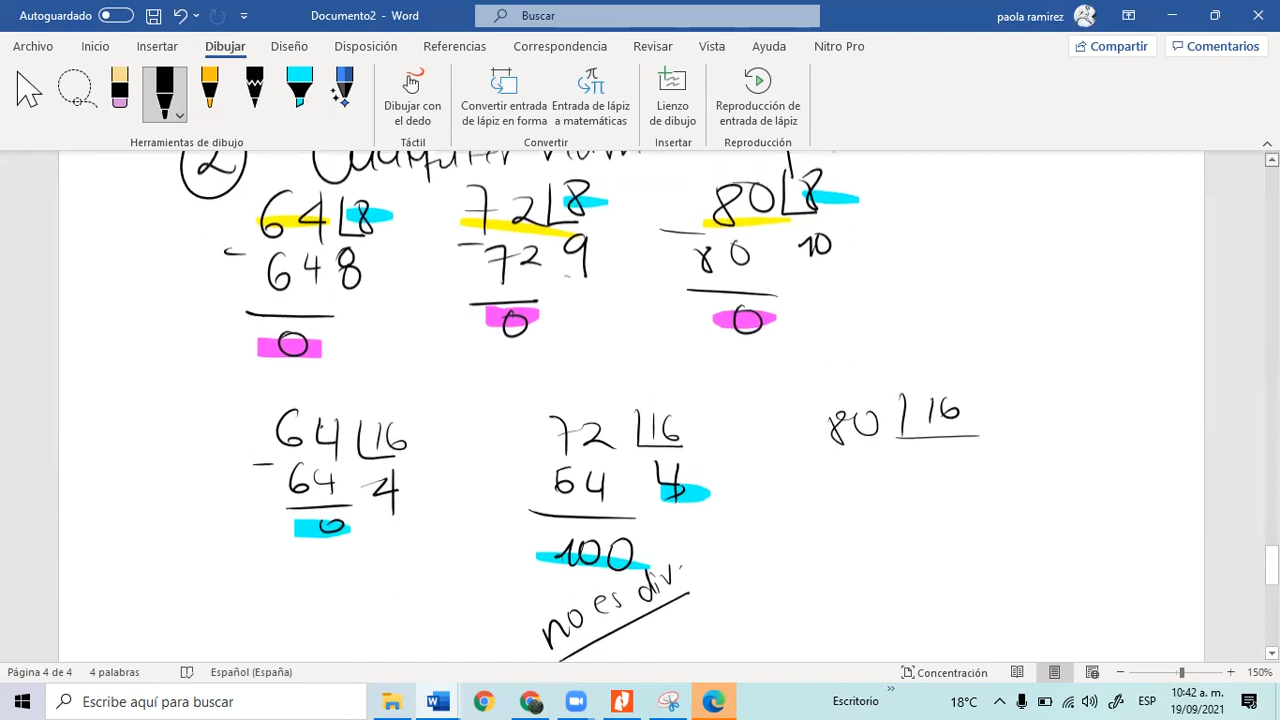 Autoguardado
Documento2 - Word
Buscar
paola ramirez
Archivo Inicio Insertar Dibujar Diseño Disposición Referencias Correspondencia Revisar Vista Ayuda Nitro Pro
Compartir Comentarios
Dibujar con el dedo
Convertir entrada de lápiz en forma
Entrada de lápiz a matemáticas
Lienzo de dibujo
Reproducción de entrada de lápiz
Herramientas de dibujo
Táctil
Convertir
Insertar
Reproducción
2
64 8 72 8 80 8
- 64 8 - 72 9 - 80 10
0 0 0
64 16 72 16 80 16
- 64 4 64 4
0 100
no es div.
Página 4 de 4 4 palabras Español (España) Concentración 150%
Escribe aquí para buscar
Escritorio
18°C
ESP
10:42 a. m.
19/09/2021